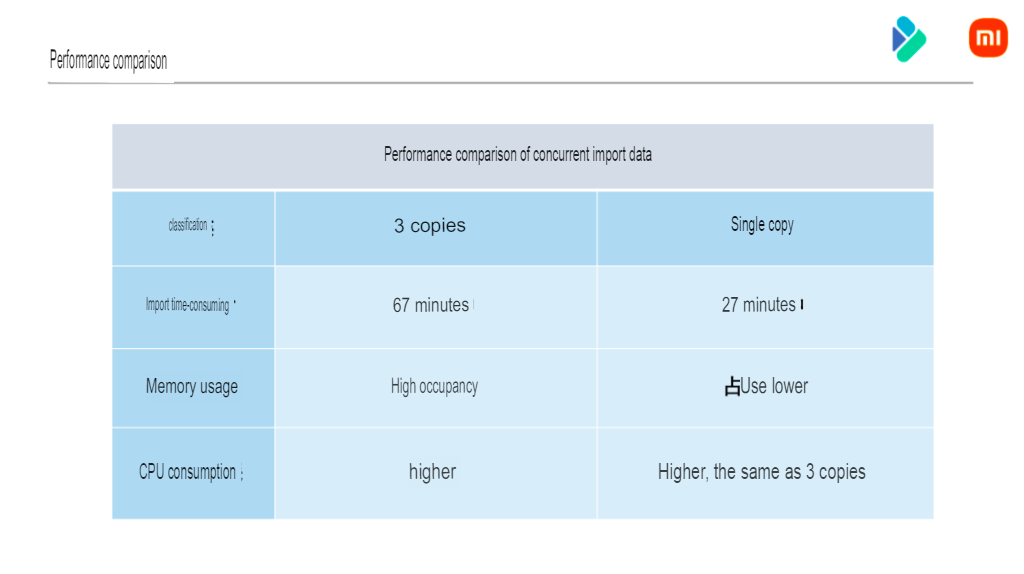 Performance comparison
mi
Performance comparison of concurrent import data
classification ;
3 copies
Single copy
Import time-consuming
67 minutes
27 minutes
Memory usage
High occupancy
占Use lower
CPU consumption ;
higher
Higher, the same as 3 copies